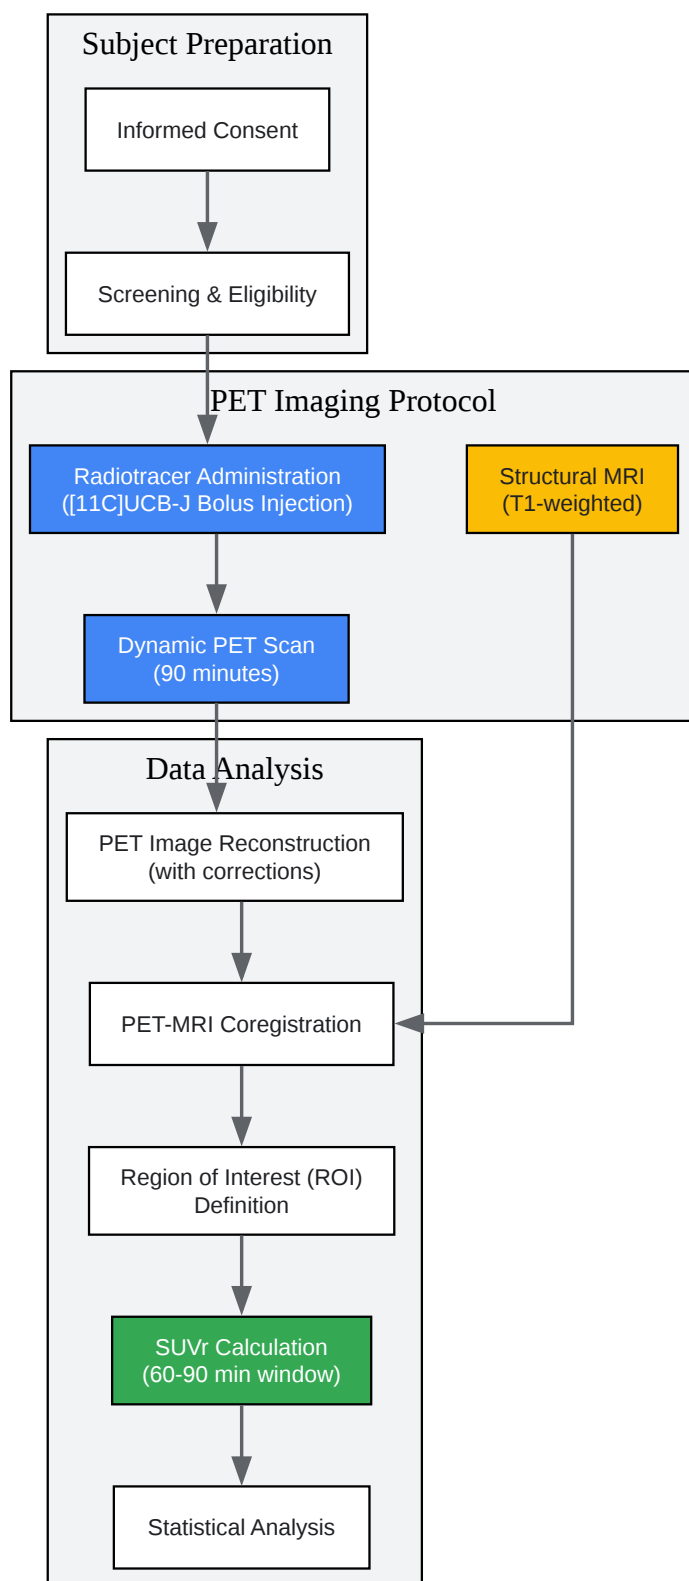 Subject Preparation
Informed Consent
Screening & Eligibility
PET Imaging Protocol
Radiotracer Administration
([11C]UCB-J Bolus Injection)
Structural MRI
(T1-weighted)
Dynamic PET Scan
(90 minutes)
Data Analysis
PET Image Reconstruction
(with corrections)
PET-MRI Coregistration
Region of Interest (ROI)
Definition
SUVr Calculation
(60-90 min window)
Statistical Analysis